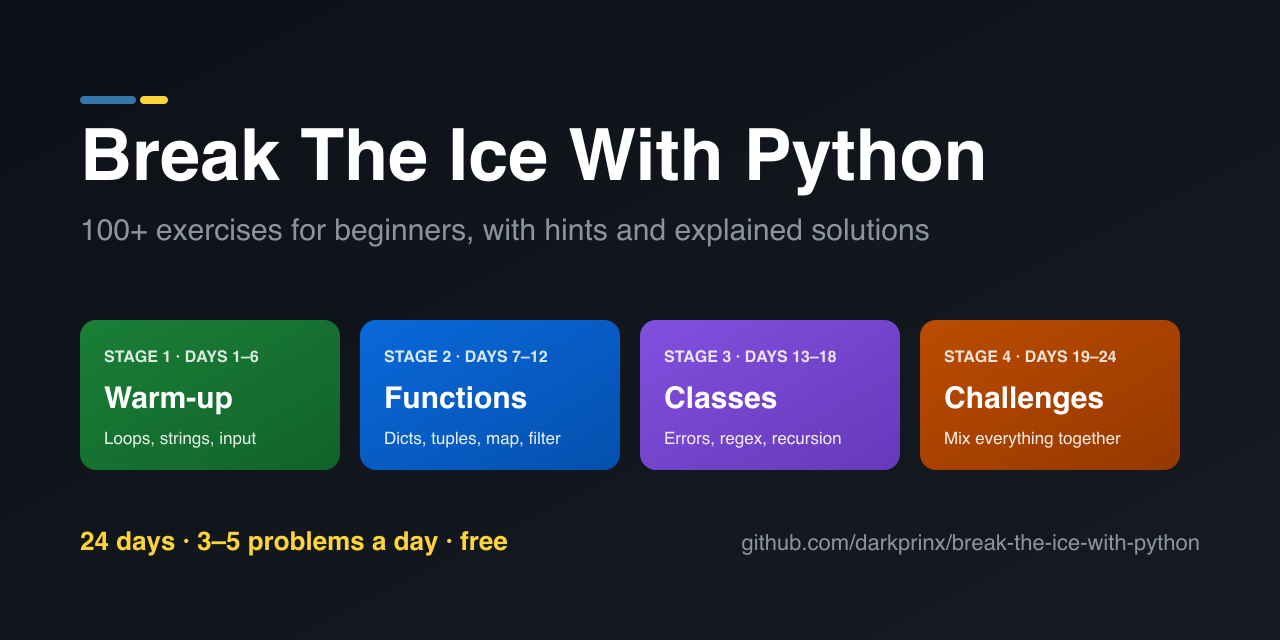 Break The Ice With Python
100+ exercises for beginners, with hints and explained solutions
STAGE 1 · DAYS 1–6
Warm-up
Loops, strings, input
STAGE 2 · DAYS 7–12
Functions
Dicts, tuples, map, filter
STAGE 3 · DAYS 13–18
Classes
Errors, regex, recursion
STAGE 4 · DAYS 19–24
Challenges
Mix everything together
24 days · 3–5 problems a day · free
github.com/darkprinx/break-the-ice-with-python